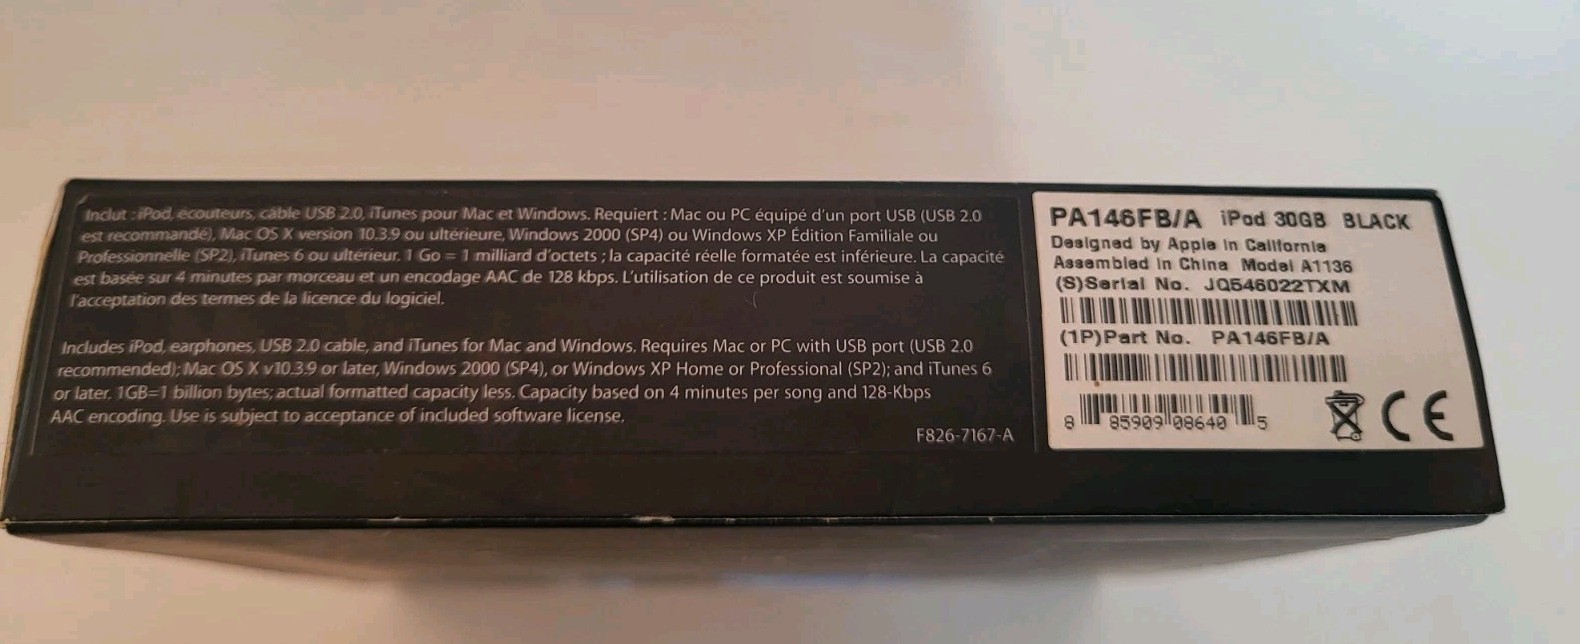 Inclut : iPod, écouteurs, câble USB 2.0, iTunes pour Mac et Windows. Requiert : Mac ou PC équipé d'un port USB (USB 2.0
est recommandé), Mac OS X version 10.3.9 ou ultérieure, Windows 2000 (SP4) ou Windows XP Édition Familiale ou
Professionnelle (SP2), iTunes 6 ou ultérieur. 1 Go = 1 milliard d'octets ; la capacité réelle formatée est inférieure. La capacité
est basée sur 4 minutes par morceau et un encodage AAC de 128 kbps. L'utilisation de ce produit est soumise à
l'acceptation des termes de la licence du logiciel.
Includes iPod, earphones, USB 2.0 cable, and iTunes for Mac and Windows. Requires Mac or PC with USB port (USB 2.0
recommended); Mac OS X v10.3.9 or later, Windows 2000 (SP4), or Windows XP Home or Professional (SP2); and iTunes 6
or later. 1GB=1 billion bytes; actual formatted capacity less. Capacity based on 4 minutes per song and 128-Kbps
AAC encoding. Use is subject to acceptance of included software license.
F826-7167-A
PA146FB/A iPod 30GB BLACK
Designed by Apple in California
Assembled in China Model A1136
(S)Serial No. JQ546022TXM
(1P)Part No. PA146FB/A
8 85909 08640 5
CE